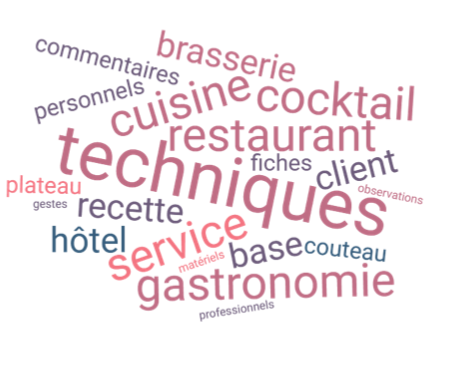 brasserie
commentaires
cuisine
cocktail
personnels
restaurant
techniques
fiches
client
plateau
observations
gestes
recette
hôtel
service
base
couteau
matériels
gastronomie
professionnels